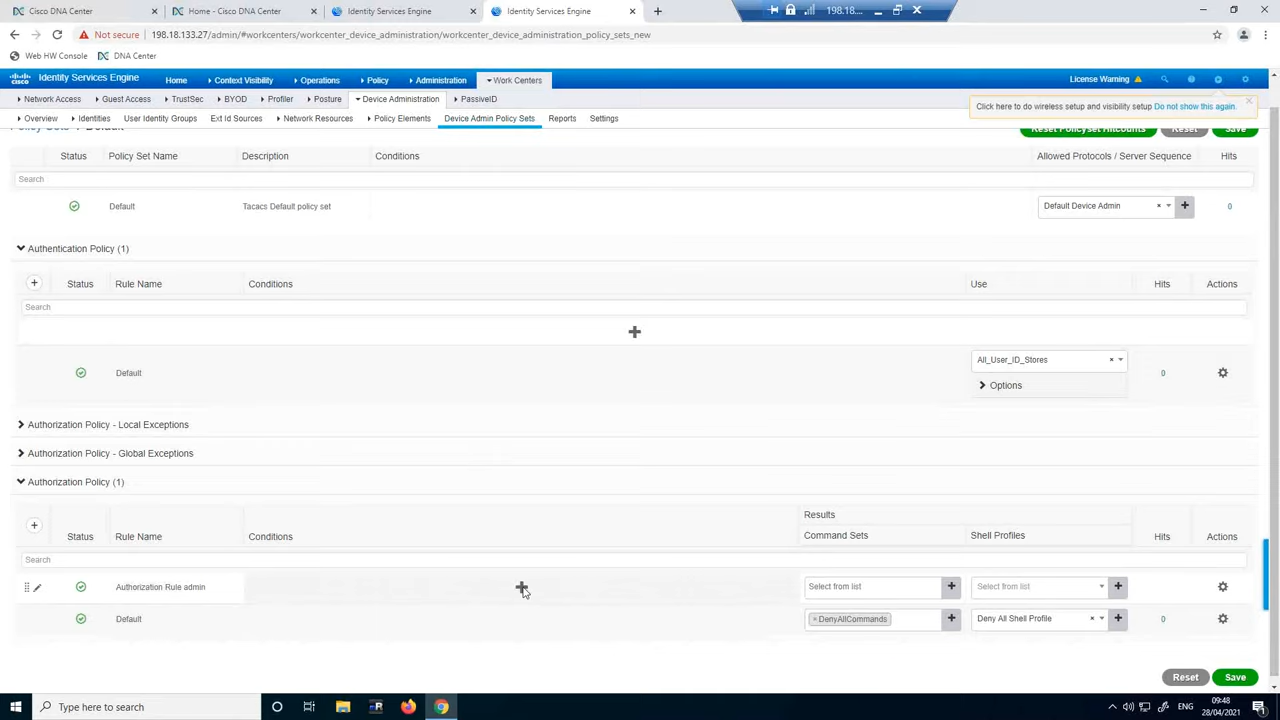 Cisco DNA Center
Home - Cisco DNA Center
Identity Services Engine
Identity Services Engine
198.18....
Not secure
198.18.133.27/admin/#workcenters/workcenter_device_administration/workcenter_device_administration_policy_sets_new
Web HW Console
DNA Center
CISCO
Identity Services Engine
Home
Context Visibility
Operations
Policy
Administration
Work Centers
License Warning
Network Access
Guest Access
TrustSec
BYOD
Profiler
Posture
Device Administration
PassiveID
Click here to do wireless setup and visibility setup Do not show this again.
Overview
Identities
User Identity Groups
Ext Id Sources
Network Resources
Policy Elements
Device Admin Policy Sets
Reports
Settings
Policy Sets → Default
Reset Policyset Hitcounts
Reset
Save
Status
Policy Set Name
Description
Conditions
Allowed Protocols / Server Sequence
Hits
Search
Default
Tacacs Default policy set
Default Device Admin
× 
+
0
Authentication Policy (1)
+
Status
Rule Name
Conditions
Use
Hits
Actions
Search
+
Default
All_User_ID_Stores
×
Options
0
Authorization Policy - Local Exceptions
Authorization Policy - Global Exceptions
Authorization Policy (1)
Results
+
Status
Rule Name
Conditions
Command Sets
Shell Profiles
Hits
Actions
Search
Authorization Rule admin
+
Select from list
+
Select from list
+
Default
× DenyAllCommands
+
Deny All Shell Profile
×
+
0
Reset
Save
Type here to search
ENG
09:48
28/04/2021
1